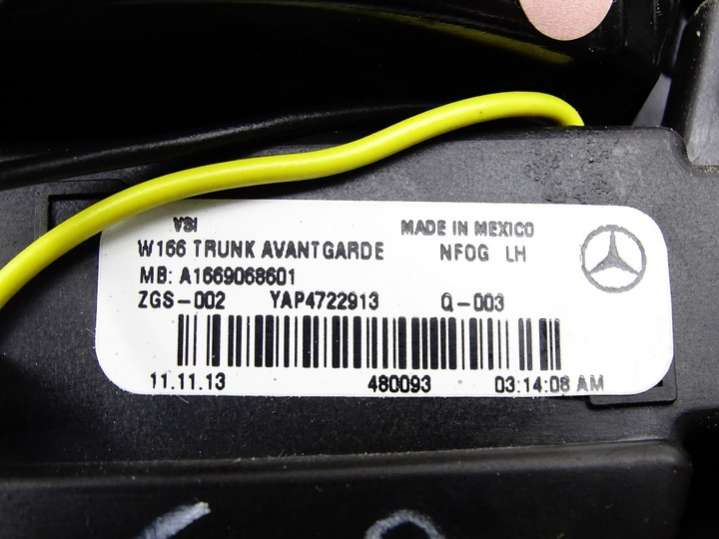 VSI MADE IN MEXICO
W166 TRUNK AVANTGARDE NFOG LH
MB: A1669068601
ZGS-002 YAP4722913 Q-003
11.11.13 480093 03:14:08 AM